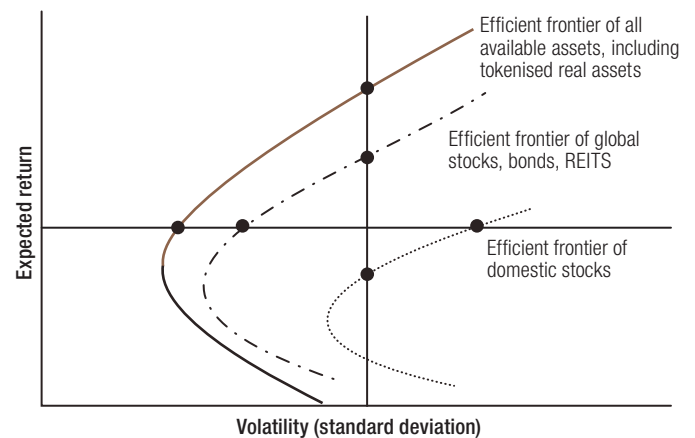 Efficient frontier of all
available assets, including
tokenised real assets
Efficient frontier of global
stocks, bonds, REITS
Efficient frontier of
domestic stocks
Expected return
Volatility (standard deviation)